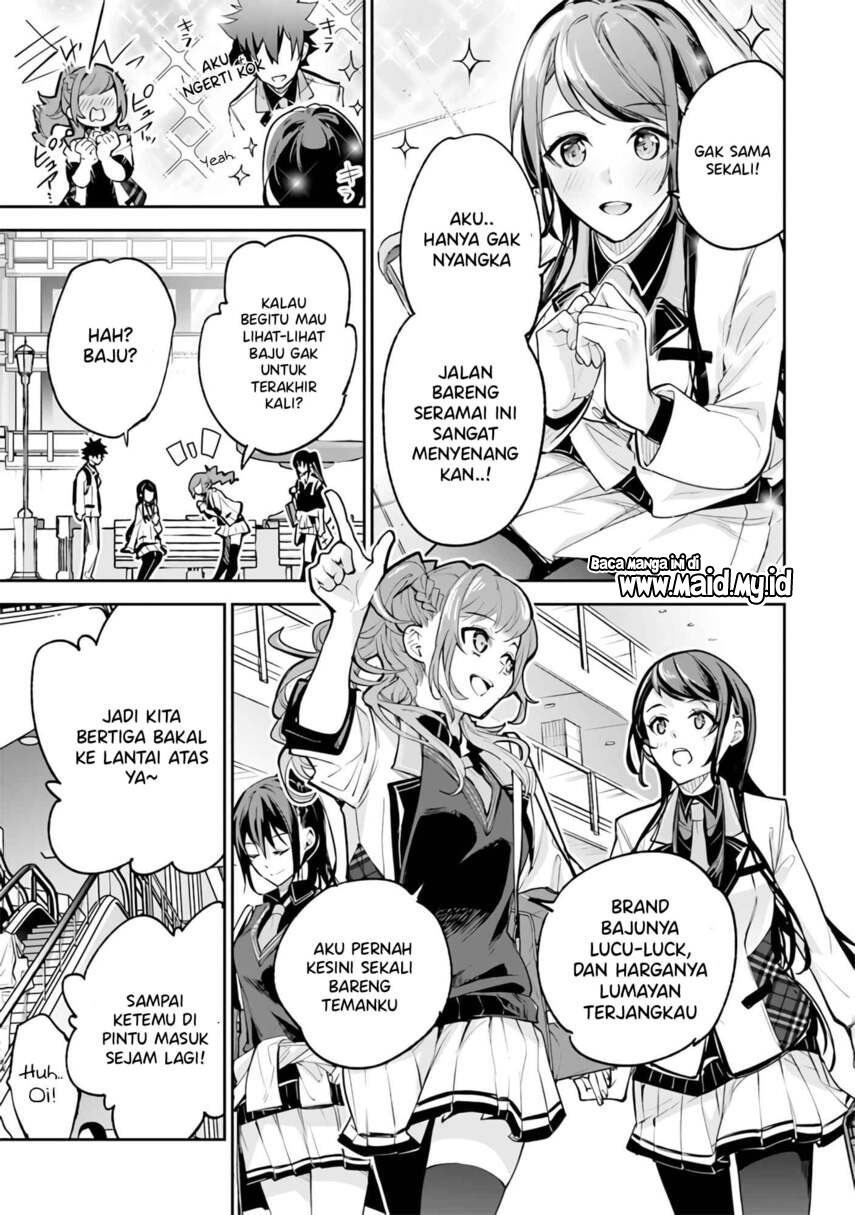 GAK SAMA
SEKALI!
AKU..
HANYA GAK
NYANGKA
JALAN
BARENG
SERAMAI INI
SANGAT
MENYENANG
KAN..!
AKU
NGERTI KOK
Yeah..
KALAU
BEGITU MAU
LIHAT-LIHAT
BAJU GAK
UNTUK
TERAKHIR
KALI?
HAH?
BAJU?
Baca Manga ini di
www.Maid.My.id
BRAND
BAJUNYA
LUCU-LUCK,
DAN HARGANYA
LUMAYAN
TERJANGKAU
AKU PERNAH
KESINI SEKALI
BARENG
TEMANKU
JADI KITA
BERTIGA BAKAL
KE LANTAI ATAS
YA~
SAMPAI
KETEMU DI
PINTU MASUK
SEJAM LAGI!
Huh..
Oi!